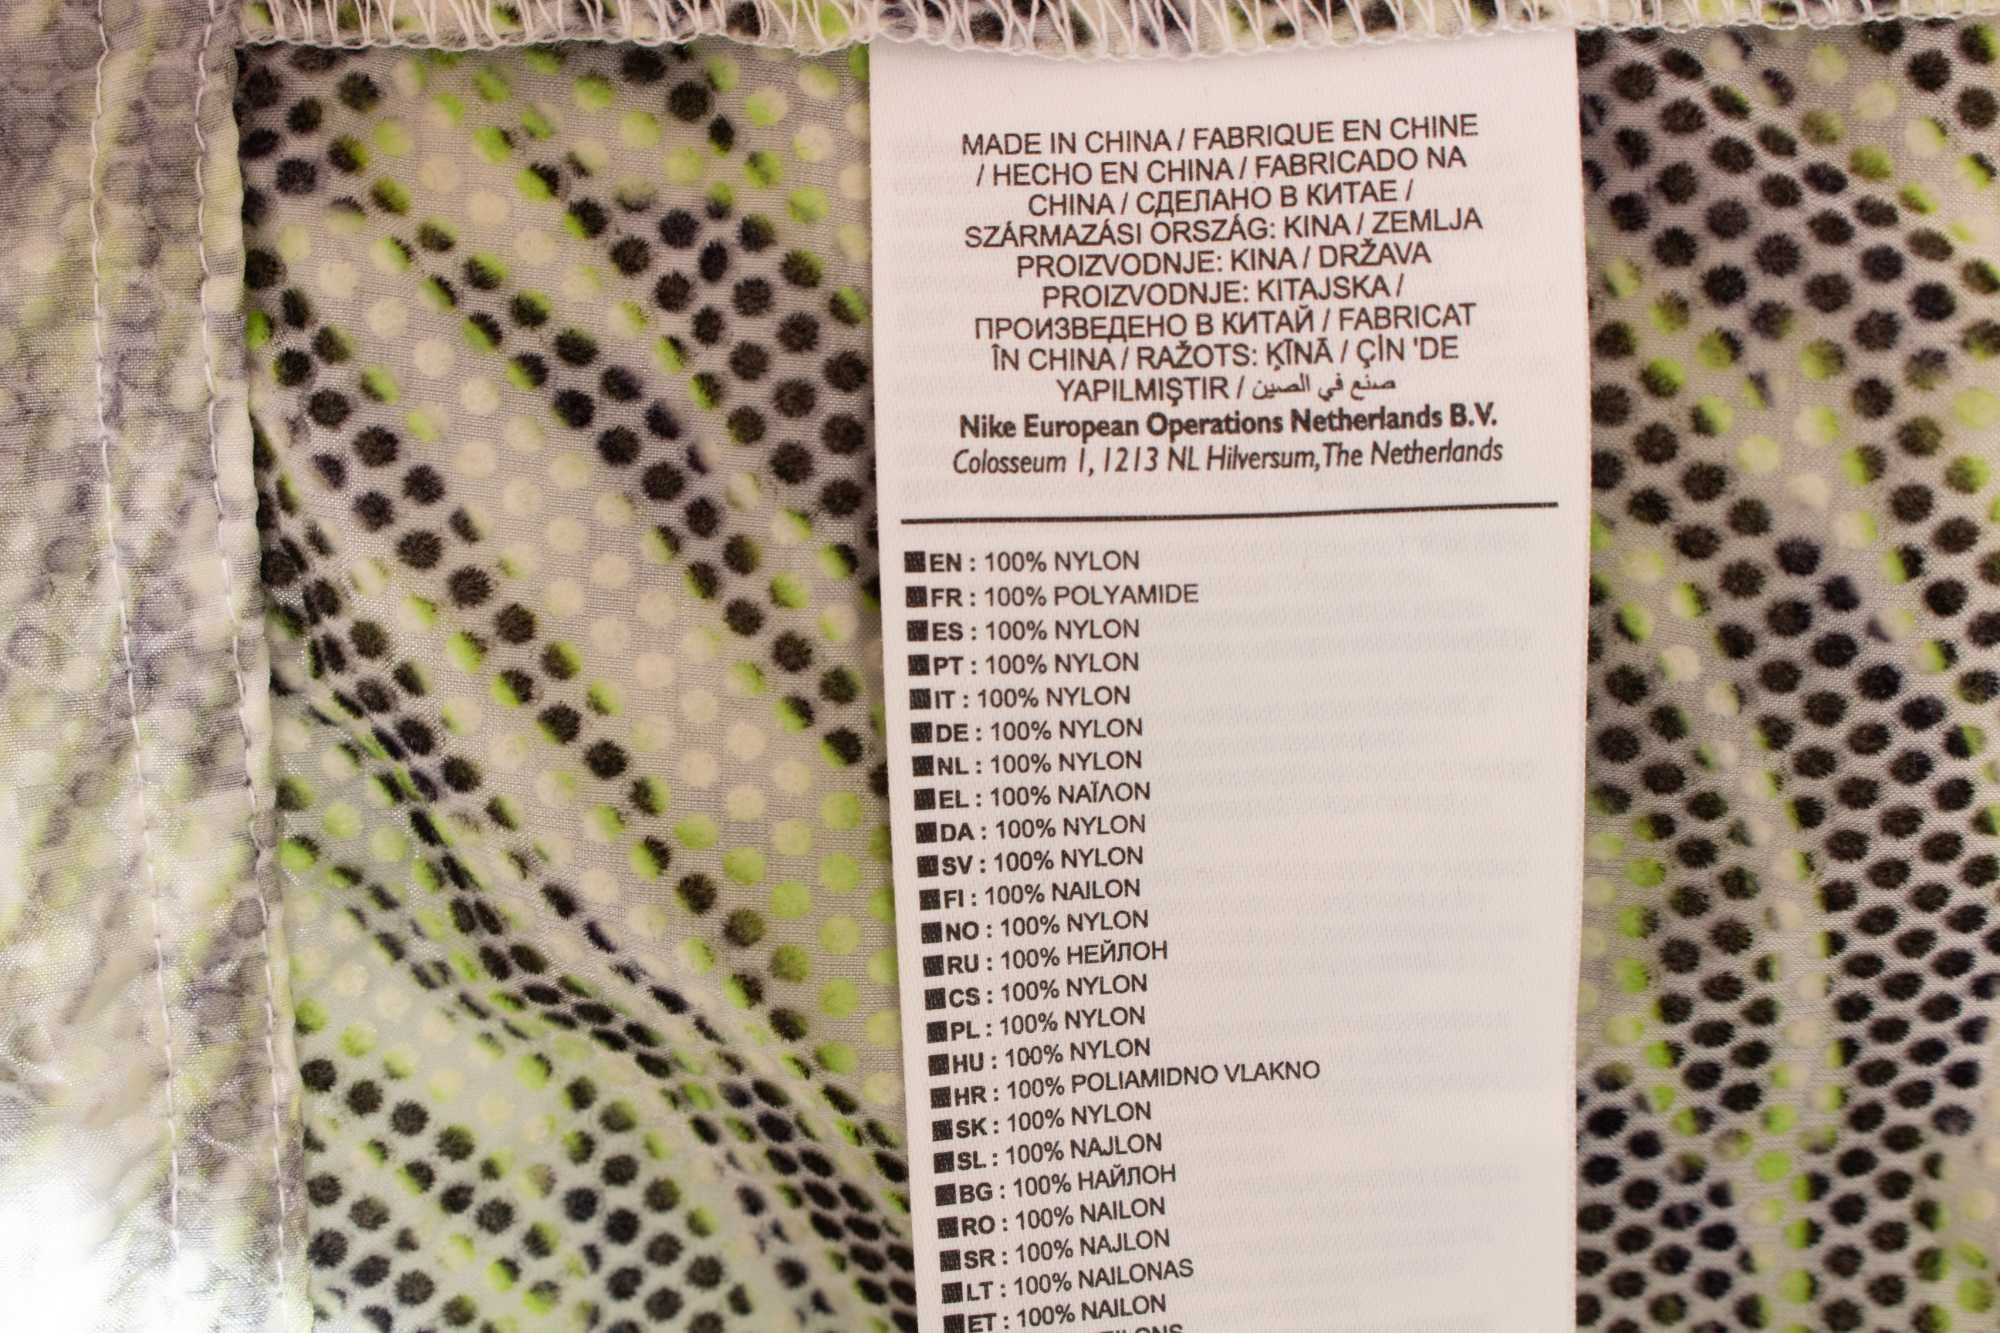 MADE IN CHINA / FABRIQUE EN CHINE
/ HECHO EN CHINA / FABRICADO NA
CHINA / СДЕЛАНО В КИТАЕ /
SZÁRMAZÁSI ORSZÁG: KINA / ZEMLJA
PROIZVODNJE: KINA / DRŽAVA
PROIZVODNJE: KITAJSKA /
ПРОИЗВЕДЕНО В КИТАЙ / FABRICAT
ÎN CHINA / RAŽOTS: ĶĪNĀ / ÇİN 'DE
YAPILMIŞTIR / صنع في الصين
Nike European Operations Netherlands B.V.
Colosseum 1, 1213 NL Hilversum, The Netherlands
EN : 100% NYLON
FR : 100% POLYAMIDE
ES : 100% NYLON
PT : 100% NYLON
IT : 100% NYLON
DE : 100% NYLON
NL : 100% NYLON
EL : 100% ΝΑΪΛΟΝ
DA : 100% NYLON
SV : 100% NYLON
FI : 100% NAILON
NO : 100% NYLON
RU : 100% НЕЙЛОН
CS : 100% NYLON
PL : 100% NYLON
HU : 100% NYLON
HR : 100% POLIAMIDNO VLAKNO
SK : 100% NYLON
SL : 100% NAJLON
BG : 100% НАЙЛОН
RO : 100% NAILON
SR : 100% NAJLON
LT : 100% NAILONAS
ET : 100% NAILON